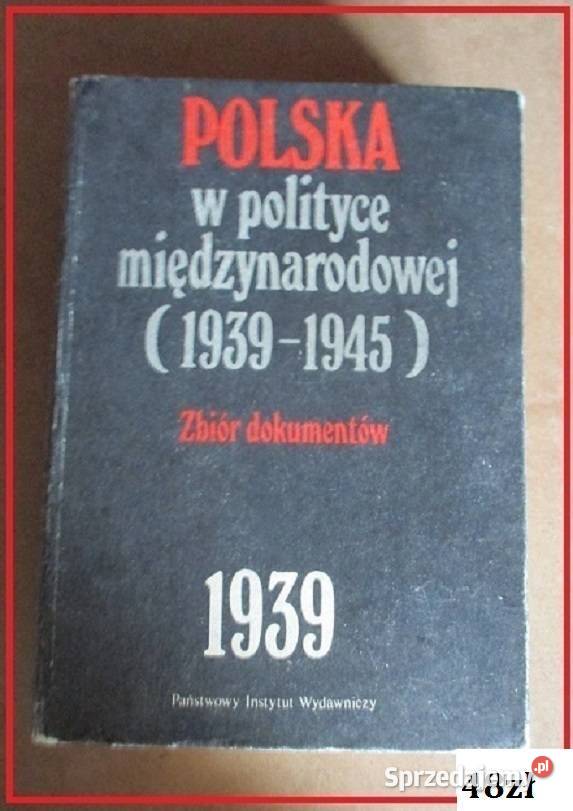 POLSKA
w polityce
międzynarodowej
(1939-1945)
Zbiór dokumentów
1939
Państwowy Instytut Wydawniczy
Sprzedajemy.pl
48zł